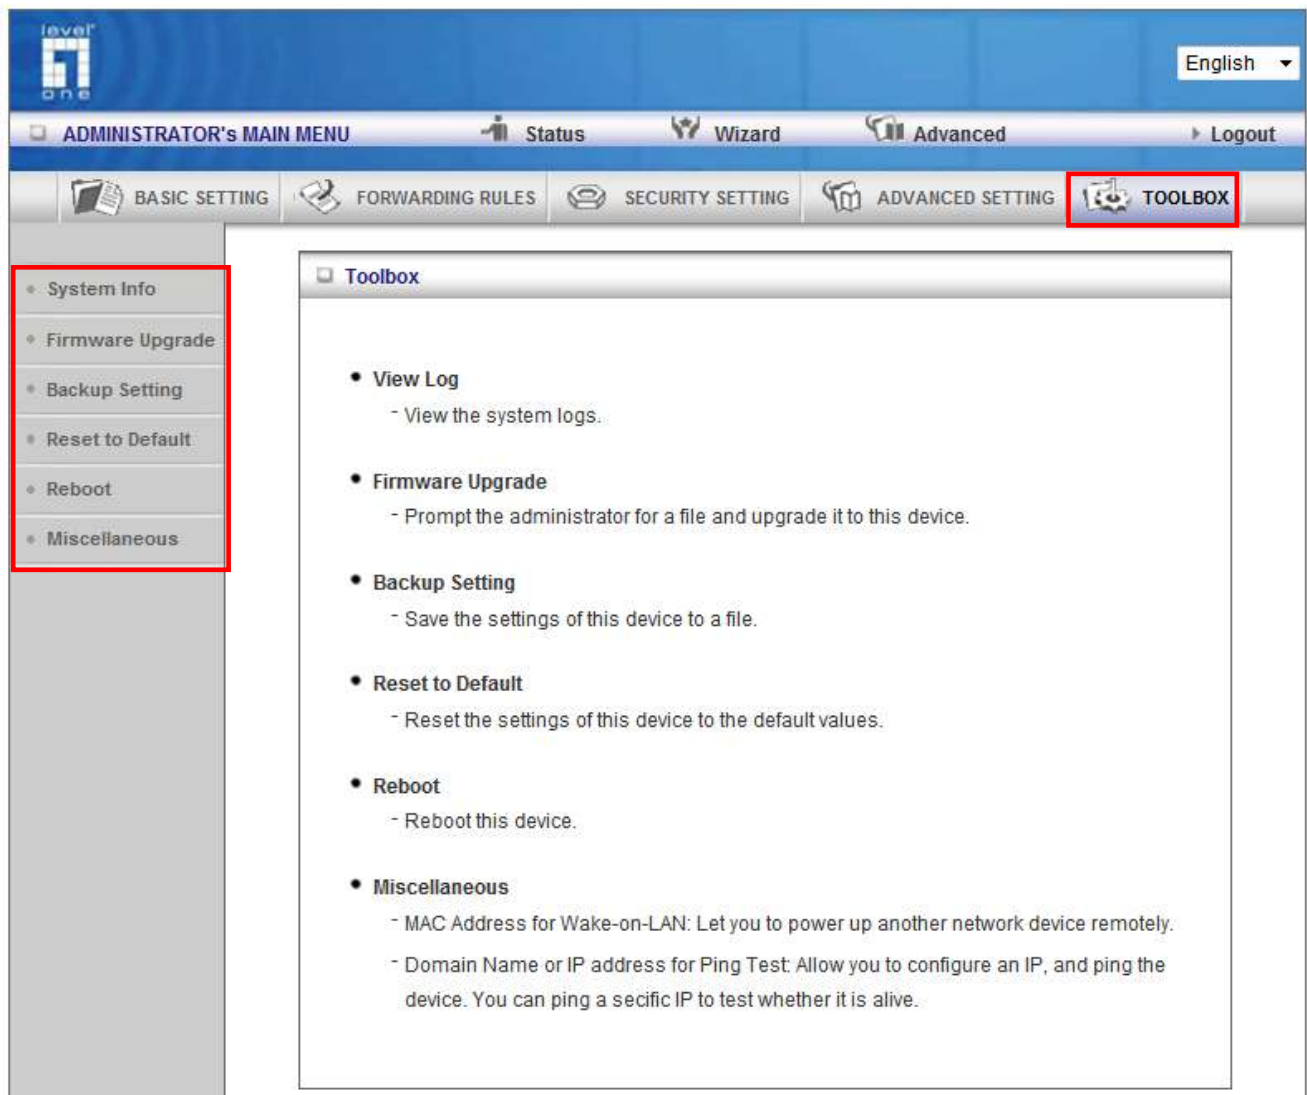 level
one
English
ADMINISTRATOR's MAIN MENU
Status
Wizard
Advanced
Logout
BASIC SETTING
FORWARDING RULES
SECURITY SETTING
ADVANCED SETTING
TOOLBOX
System Info
Firmware Upgrade
Backup Setting
Reset to Default
Reboot
Miscellaneous
Toolbox
View Log
- View the system logs.
Firmware Upgrade
- Prompt the administrator for a file and upgrade it to this device.
Backup Setting
- Save the settings of this device to a file.
Reset to Default
- Reset the settings of this device to the default values.
Reboot
- Reboot this device.
Miscellaneous
- MAC Address for Wake-on-LAN: Let you to power up another network device remotely.
- Domain Name or IP address for Ping Test: Allow you to configure an IP, and ping the
device. You can ping a secific IP to test whether it is alive.